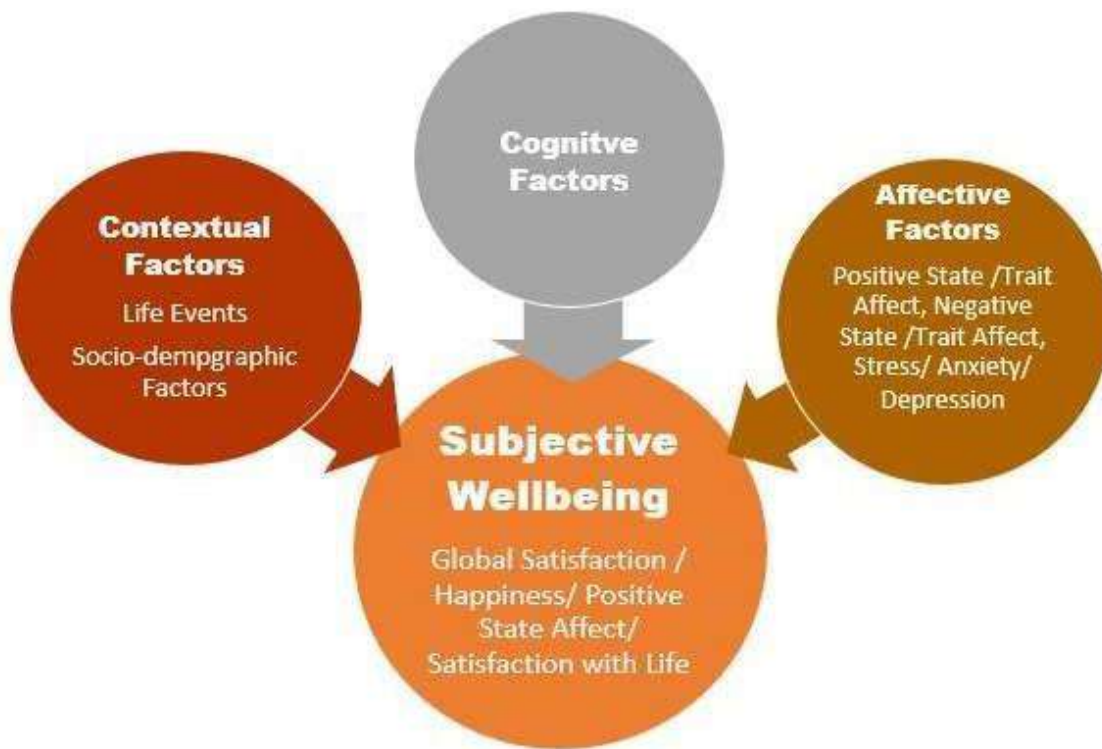 Cognitve
Factors
Contextual
Factors
Life Events
Socio-dempgraphic
Factors
Affective
Factors
Positive State /Trait
Affect, Negative
State /Trait Affect,
Stress/ Anxiety/
Depression
Subjective
Wellbeing
Global Satisfaction /
Happiness/ Positive
State Affect/
Satisfaction with Life